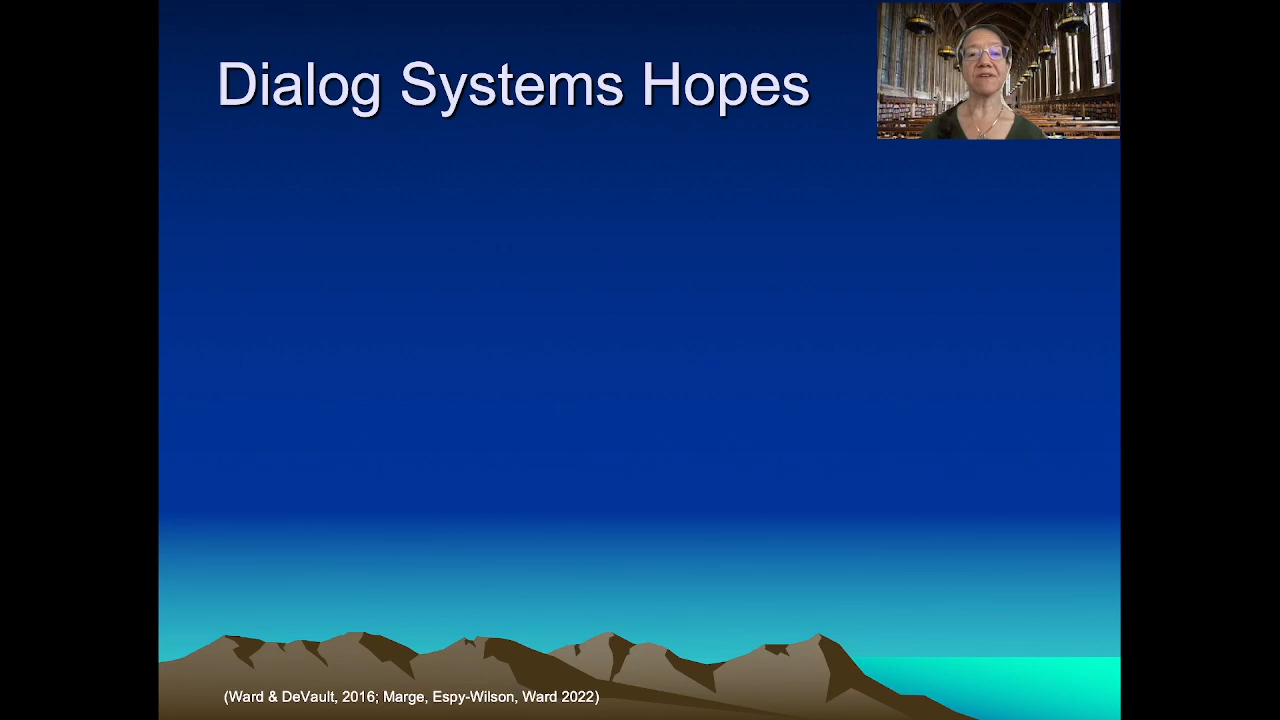 Dialog Systems Hopes
(Ward & DeVault, 2016; Marge, Espy-Wilson, Ward 2022)